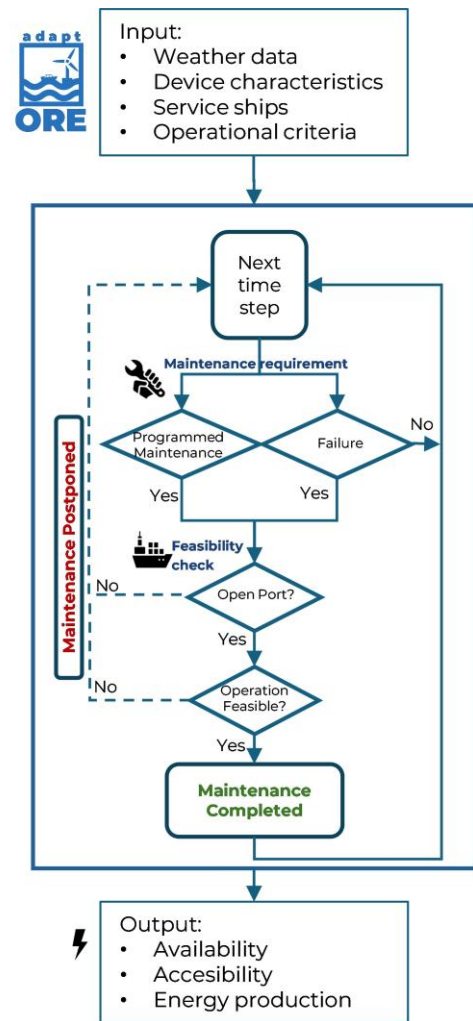 adapt
ORE
Input:
• Weather data
• Device characteristics
• Service ships
• Operational criteria
Next
time
step
Maintenance requirement
Programmed
Maintenance
Failure
No
Yes
Yes
Maintenance Postponed
Feasibility
check
No
Open Port?
Yes
No
Operation
Feasible?
Yes
Maintenance
Completed
Output:
• Availability
• Accesibility
• Energy production